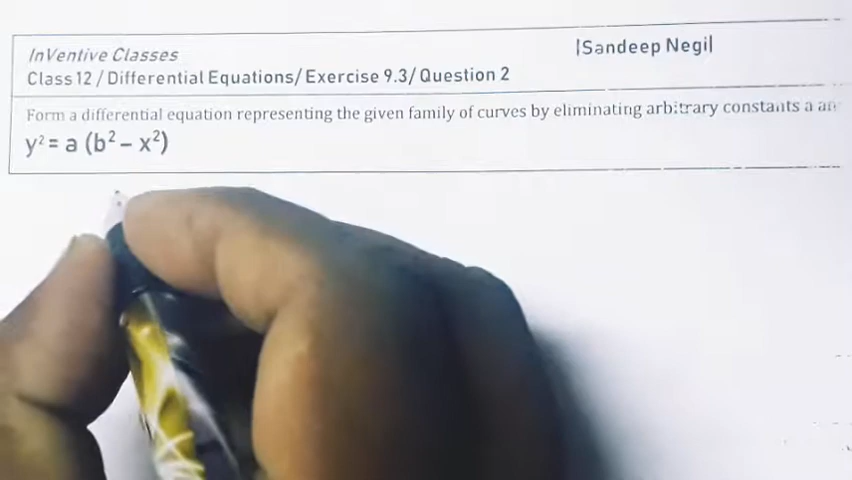 InVentive Classes
|Sandeep Negi|
Class 12 / Differential Equations/ Exercise 9.3/ Question 2
Form a differential equation representing the given family of curves by eliminating arbitrary constants a an
y² = a (b² – x²)